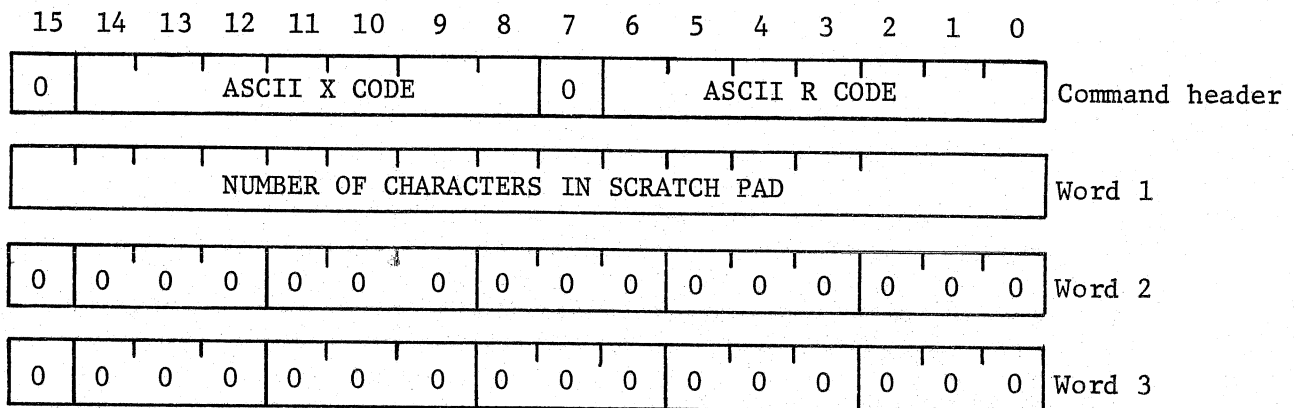 15 14 13 12 11 10 9 8 7 6 5 4 3 2 1 0
0 ASCII X CODE 0 ASCII R CODE Command header
NUMBER OF CHARACTERS IN SCRATCH PAD Word 1
0 0 0 0 0 0 0 0 0 0 0 0 0 0 0 0 Word 2
0 0 0 0 0 0 0 0 0 0 0 0 0 0 0 0 Word 3